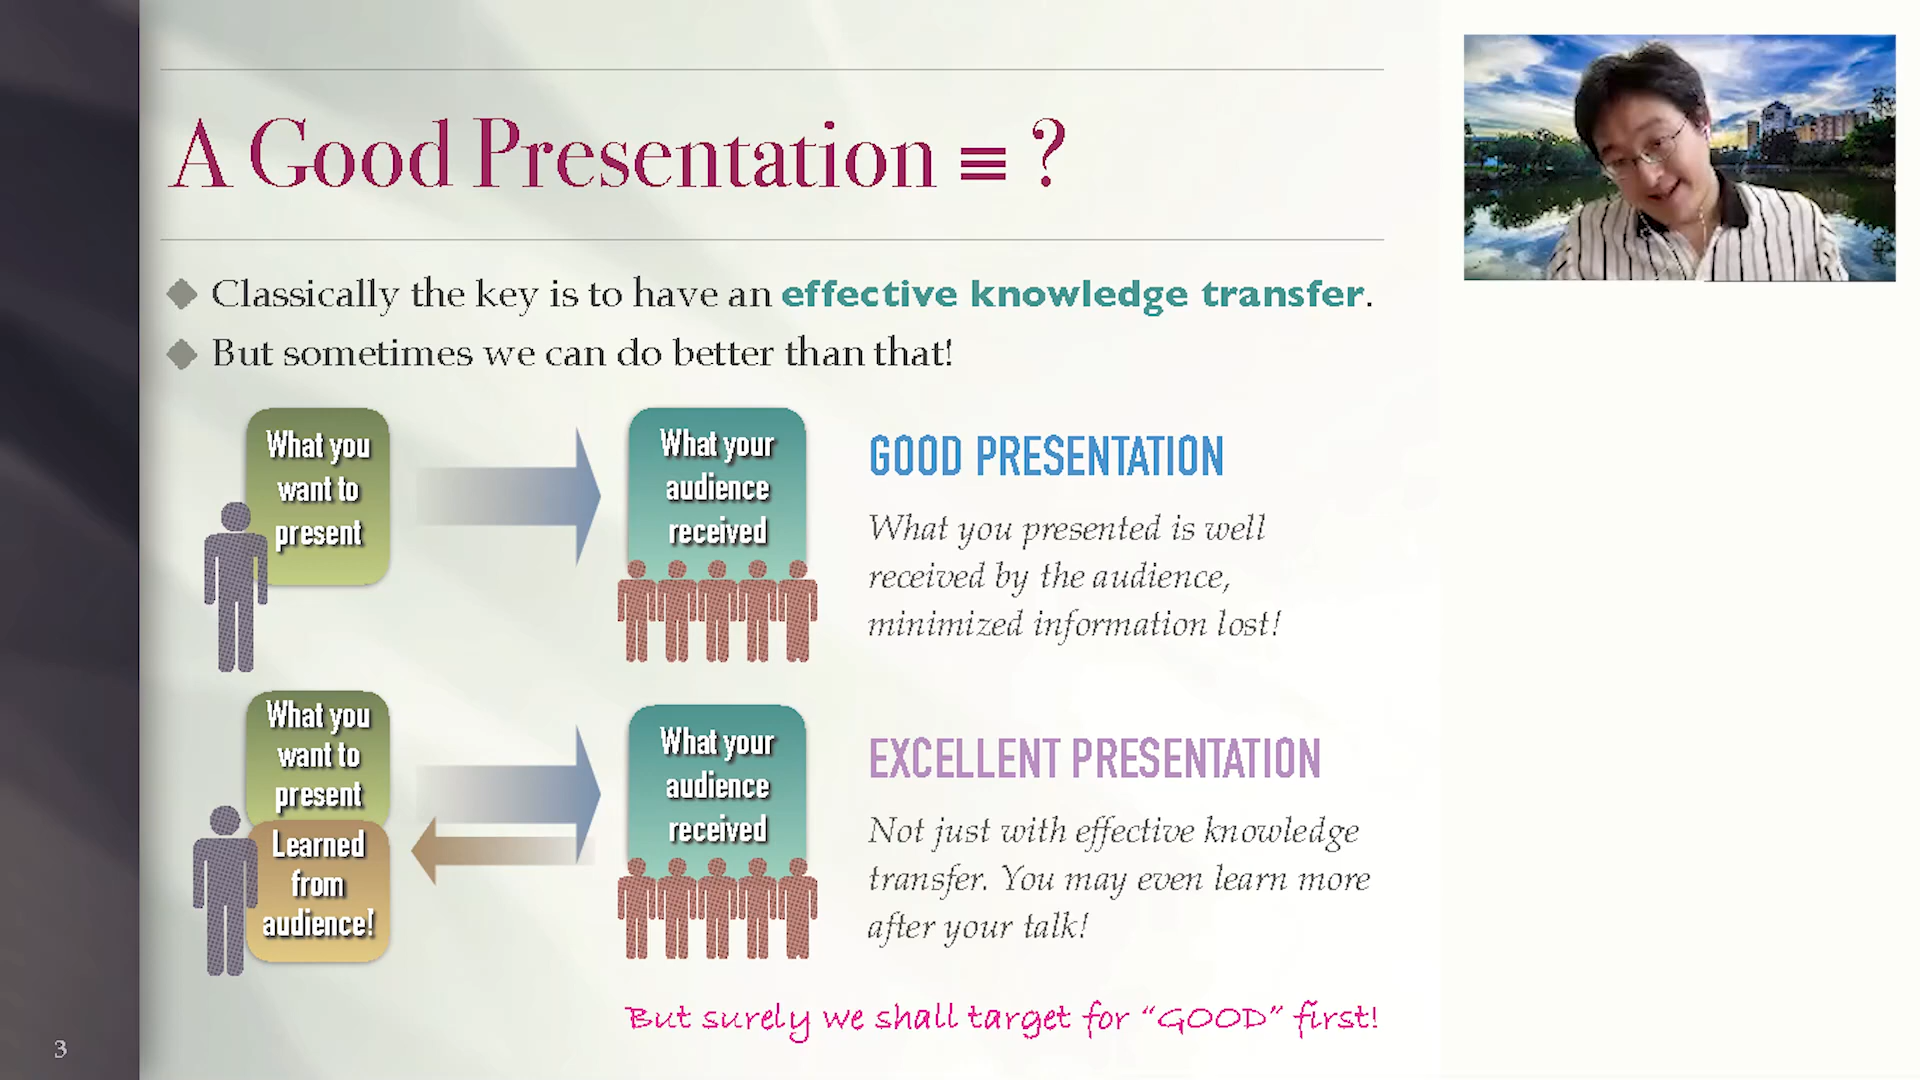 A Good Presentation ≡ ?
Classically the key is to have an effective knowledge transfer.
But sometimes we can do better than that!
What you
want to
present
What your
audience
received
GOOD PRESENTATION
What you presented is well
received by the audience,
minimized information lost!
What you
want to
present
Learned
from
audience!
What your
audience
received
EXCELLENT PRESENTATION
Not just with effective knowledge
transfer. You may even learn more
after your talk!
But surely we shall target for “GOOD” first!
3